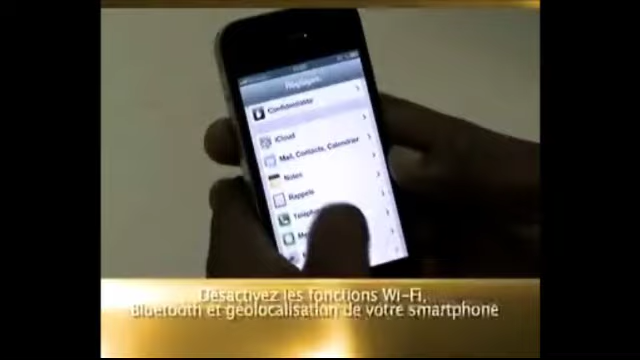 Réglages
Confidentialité
iCloud
Mail, Contacts, Calendrier
Notes
Rappels
Désactivez les fonctions Wi-Fi,
Bluetooth et géolocalisation de votre smartphone